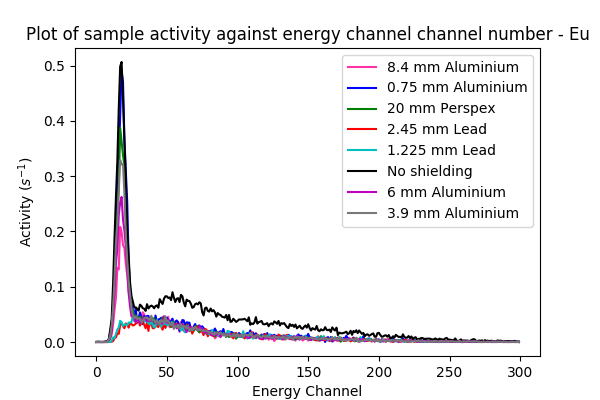 Plot of sample activity against energy channel channel number - Eu
8.4 mm Aluminium
0.75 mm Aluminium
20 mm Perspex
2.45 mm Lead
1.225 mm Lead
No shielding
6 mm Aluminium
3.9 mm Aluminium
Activity (s⁻¹)
0.5
0.4
0.3
0.2
0.1
0.0
0 50 100 150 200 250 300
Energy Channel